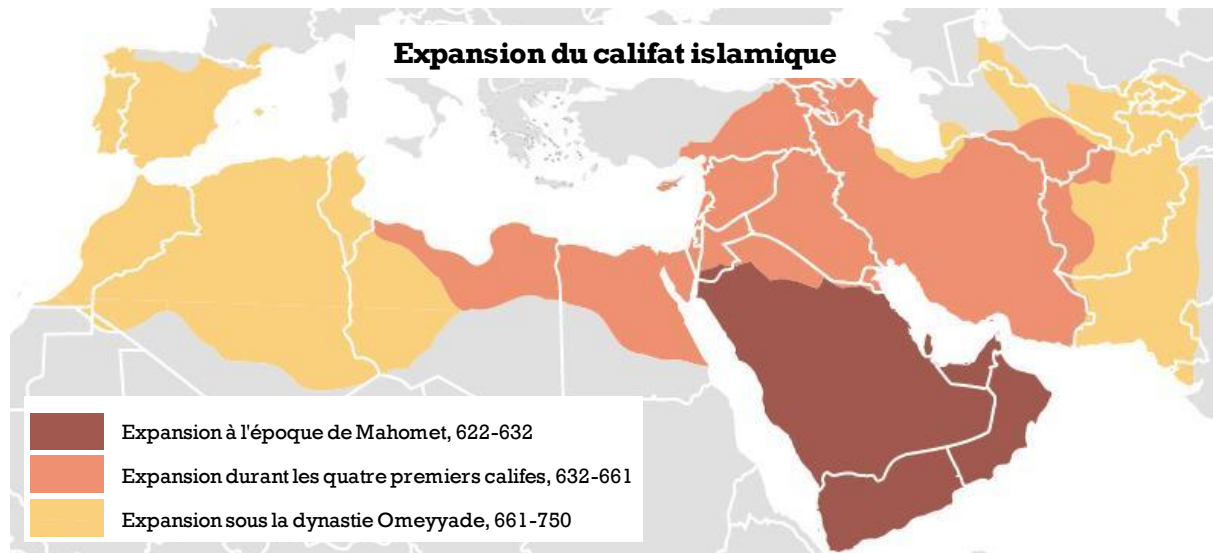 Expansion du califat islamique
Expansion à l'époque de Mahomet, 622-632
Expansion durant les quatre premiers califes, 632-661
Expansion sous la dynastie Omeyyade, 661-750